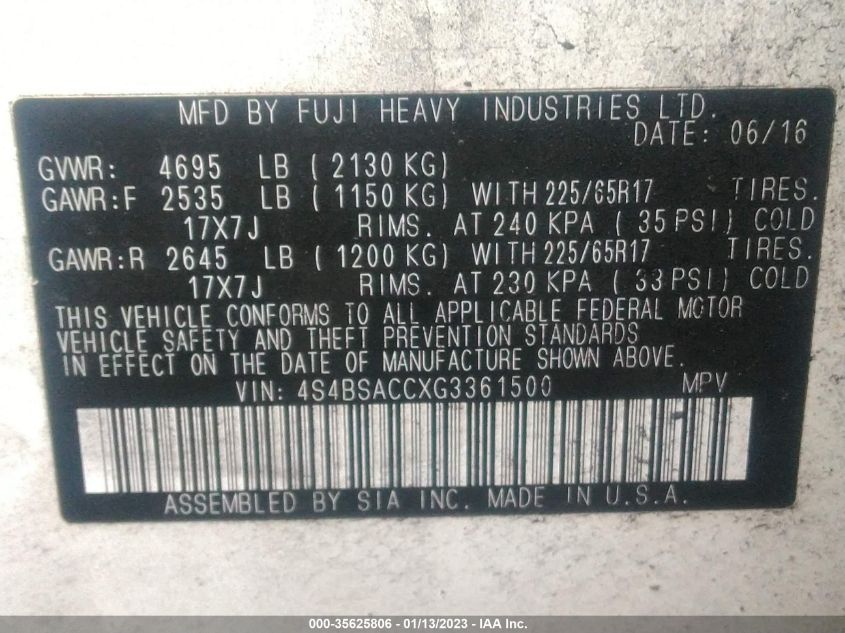 MFD BY FUJI HEAVY INDUSTRIES LTD.
DATE: 06/16
GVWR: 4695 LB ( 2130 KG)
GAWR:F 2535 LB ( 1150 KG) WITH 225/65R17 TIRES.
17X7J RIMS. AT 240 KPA ( 35 PSI) COLD
GAWR:R 2645 LB ( 1200 KG) WITH 225/65R17 TIRES.
17X7J RIMS. AT 230 KPA ( 33 PSI) COLD
THIS VEHICLE CONFORMS TO ALL APPLICABLE FEDERAL MOTOR
VEHICLE SAFETY AND THEFT PREVENTION STANDARDS
IN EFFECT ON THE DATE OF MANUFACTURE SHOWN ABOVE.
VIN: 4S4BSACCXG3361500 MPV
ASSEMBLED BY SIA INC. MADE IN U.S.A.
000-35625806 - 01/13/2023 - IAA Inc.